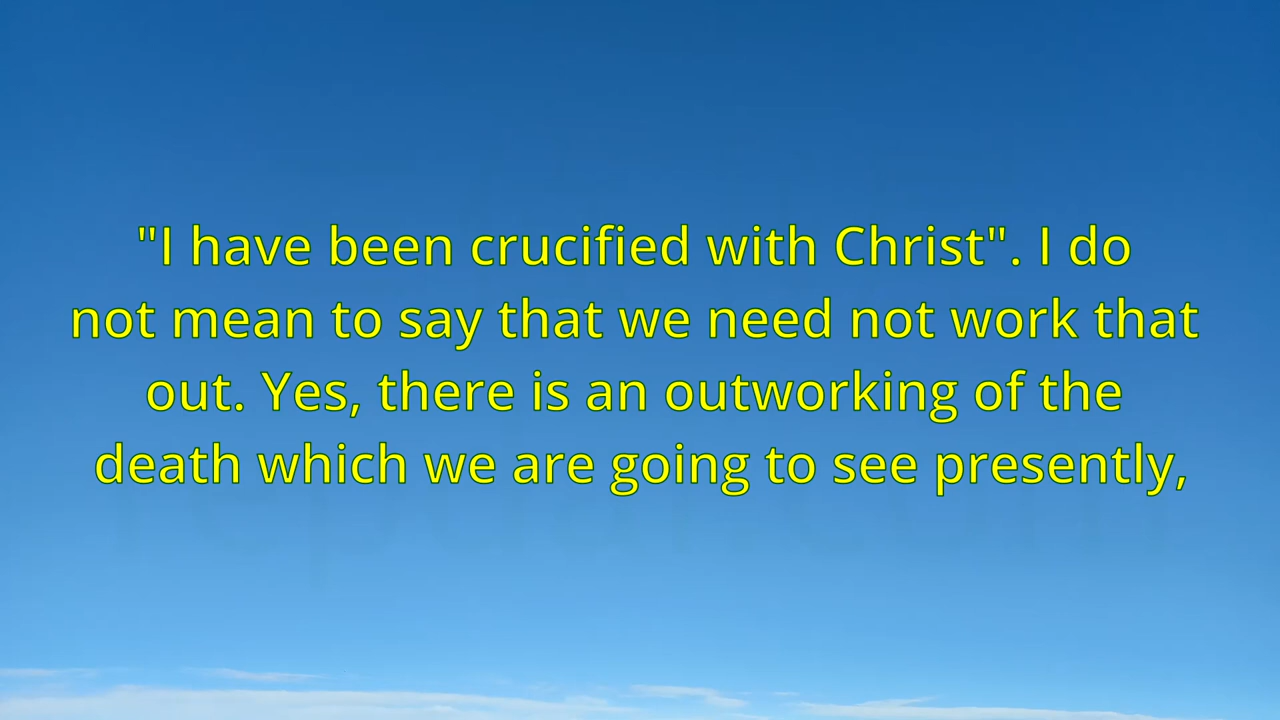 "I have been crucified with Christ". I do
not mean to say that we need not work that
out. Yes, there is an outworking of the
death which we are going to see presently,